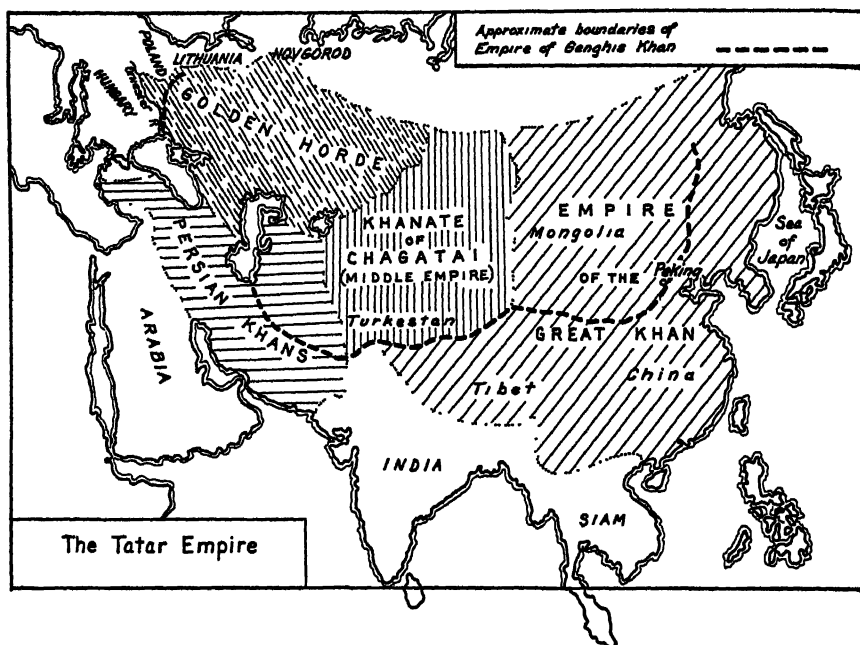 Approximate boundaries of
Empire of Genghis Khan
POLAND
LITHUANIA
NOVGOROD
HUNGARY
GOLDEN HORDE
KHANATE
OF
CHAGATAI
(MIDDLE EMPIRE)
EMPIRE
Mongolia
OF THE
Peking
Sea
of
Japan
PERSIAN KHANS
Turkestan
GREAT KHAN
ARABIA
Tibet
China
INDIA
SIAM
The Tatar Empire